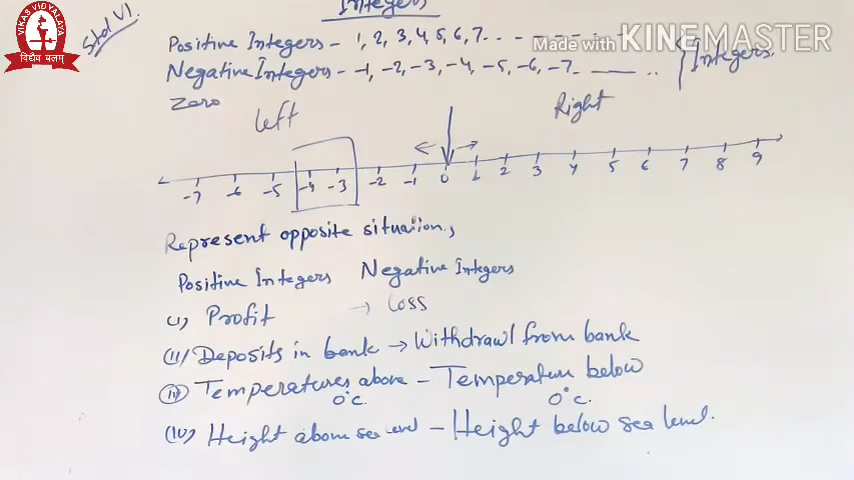 VIKAS VIDYALAYA
विद्यैव बलम्
Std VI
Integers
Made with KINEMASTER
Positive Integers - 1, 2, 3, 4, 5, 6, 7. . - - - - - . .
Negative Integers - -1, -2, -3, -4, -5, -6, -7. ——— ..
} Integers.
Zero
left
Right
-7 -6 -5 -4 -3 -2 -1 0 1 2 3 4 5 6 7 8 9
Represent opposite situation,
Positive Integers Negative Integers
(i) Profit → Loss
(ii) Deposits in bank → Withdrawl from bank
Temperatures above - Temperature below
0°c. 0°c.
(iv) Height above sea level - Height below sea level.